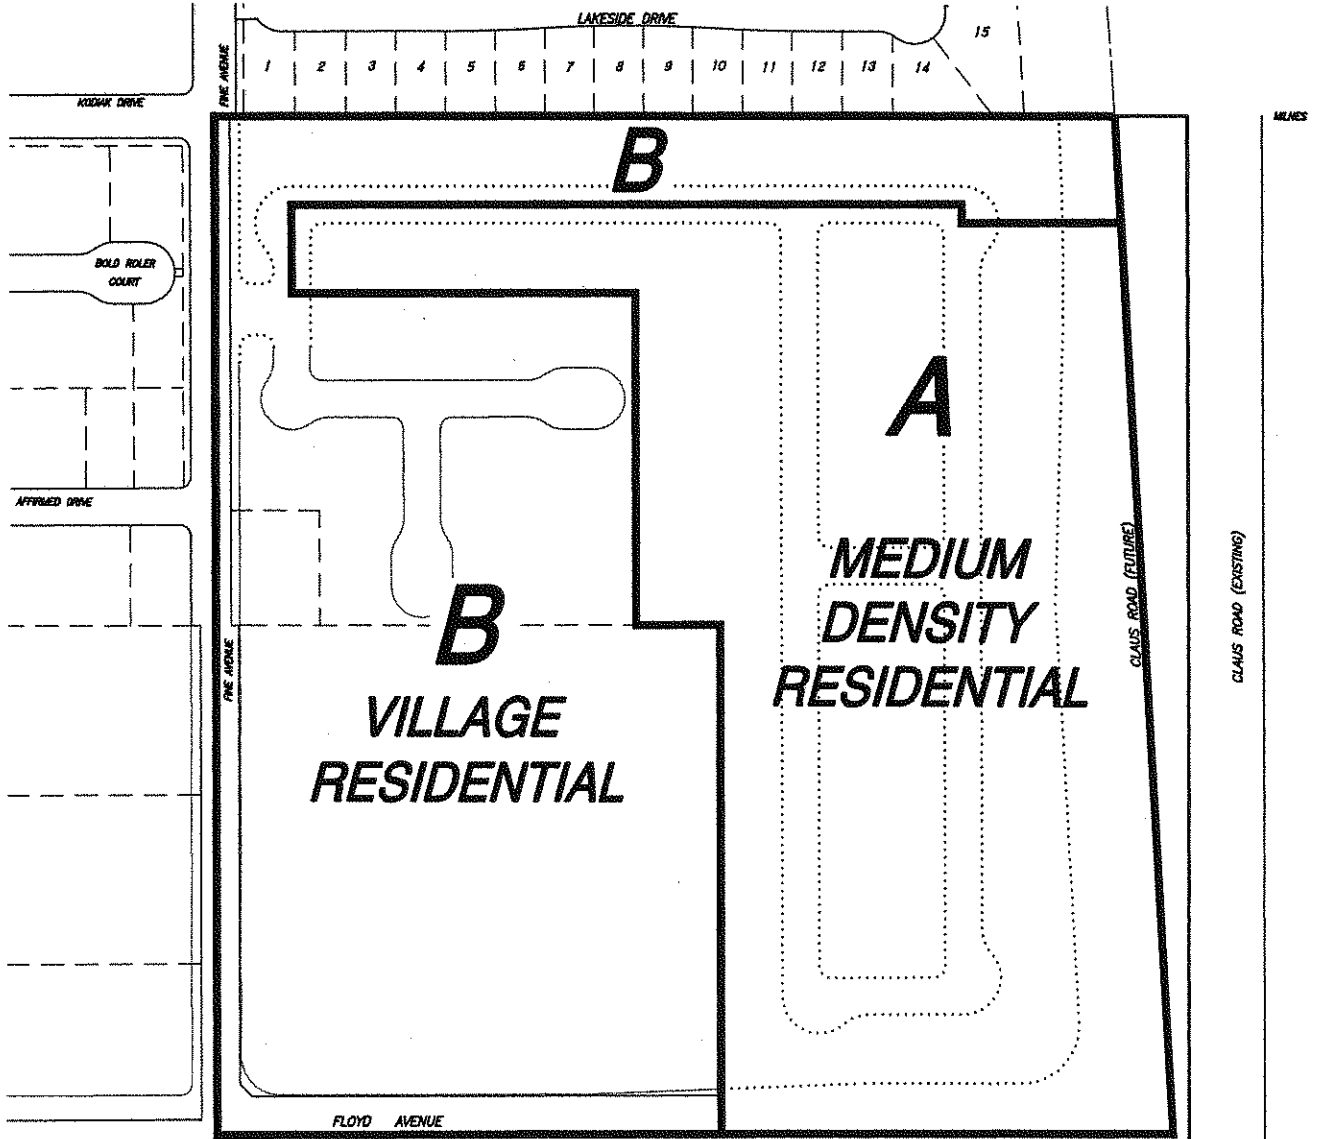 LAKESIDE DRIVE
15
1 2 3 4 5 6 7 8 9 10 11 12 13 14
FINE AVENUE
KODIAK DRIVE
MILNES
B
BOLD RULER
COURT
A
AFFIRMED DRIVE
MEDIUM
DENSITY
RESIDENTIAL
CLAUS ROAD (FUTURE)
CLAUS ROAD (EXISTING)
B
FINE AVENUE
VILLAGE
RESIDENTIAL
FLOYD AVENUE